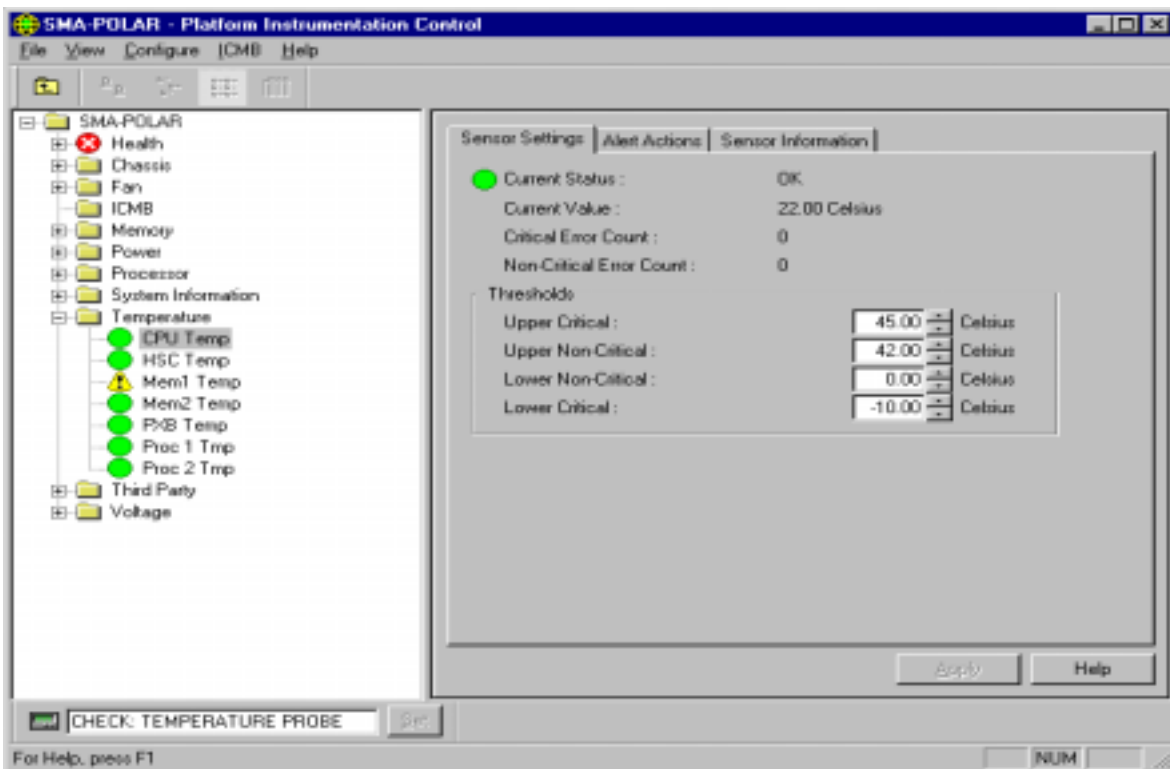 SMA-POLAR - Platform Instrumentation Control
File View Configure ICMB Help
SMA-POLAR
Health
Chassis
Fan
ICMB
Memory
Power
Processor
System Information
Temperature
CPU Temp
HSC Temp
Mem1 Temp
Mem2 Temp
PXB Temp
Proc 1 Tmp
Proc 2 Tmp
Third Party
Voltage
Sensor Settings Alert Actions Sensor Information
Current Status : OK
Current Value : 22.00 Celsius
Critical Error Count : 0
Non-Critical Error Count : 0
Thresholds
Upper Critical : 45.00 Celsius
Upper Non-Critical : 42.00 Celsius
Lower Non-Critical : 0.00 Celsius
Lower Critical : -10.00 Celsius
Apply Help
CHECK: TEMPERATURE PROBE Set
For Help, press F1 NUM